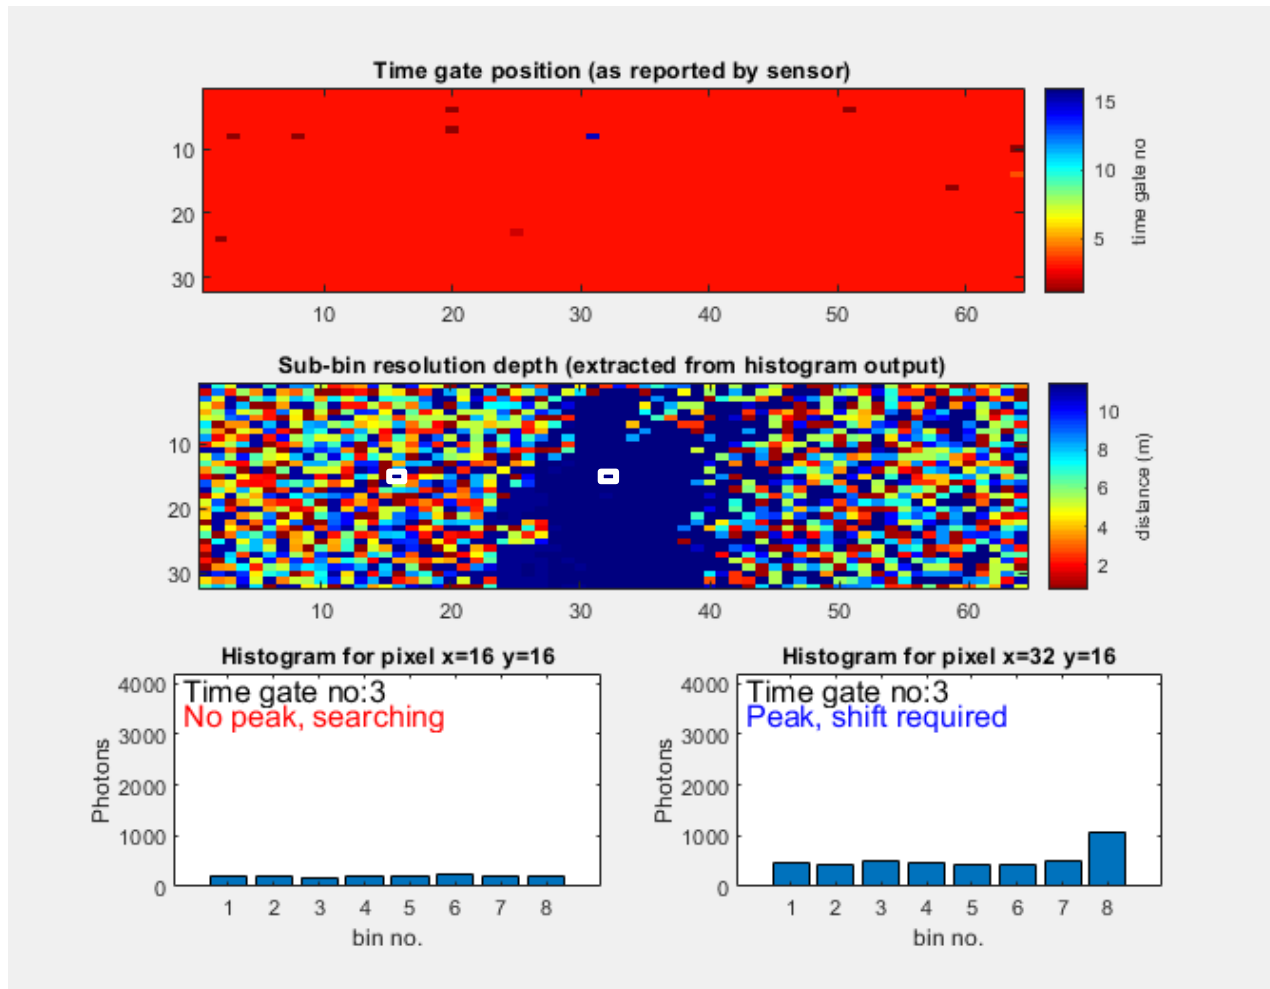 Time gate position (as reported by sensor)
10
20
30
10
20
30
40
50
60
15
10
5
time gate no
Sub-bin resolution depth (extracted from histogram output)
10
20
30
10
20
30
40
50
60
10
8
6
4
2
distance (m)
Histogram for pixel x=16 y=16
Time gate no:3
No peak, searching
4000
3000
2000
1000
0
Photons
1 2 3 4 5 6 7 8
bin no.
Histogram for pixel x=32 y=16
Time gate no:3
Peak, shift required
4000
3000
2000
1000
0
Photons
1 2 3 4 5 6 7 8
bin no.